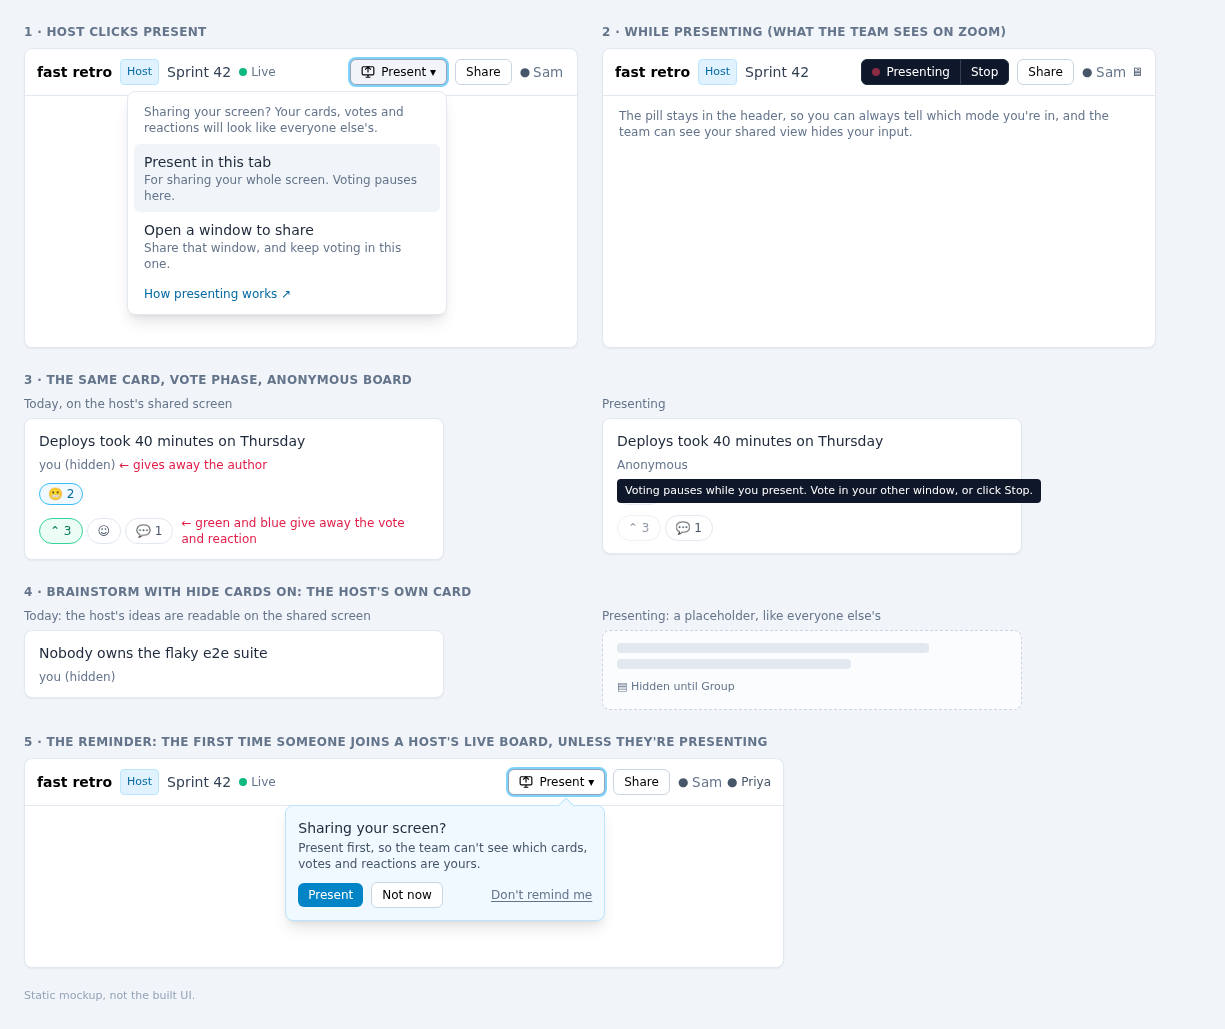 1 · HOST CLICKS PRESENT
fast retro Host Sprint 42 Live Present ▾ Share Sam
Sharing your screen? Your cards, votes and
reactions will look like everyone else's.
Present in this tab
For sharing your whole screen. Voting pauses
here.
Open a window to share
Share that window, and keep voting in this
one.
How presenting works ↗
2 · WHILE PRESENTING (WHAT THE TEAM SEES ON ZOOM)
fast retro Host Sprint 42 Presenting Stop Share Sam
The pill stays in the header, so you can always tell which mode you're in, and the
team can see your shared view hides your input.
3 · THE SAME CARD, VOTE PHASE, ANONYMOUS BOARD
Today, on the host's shared screen
Deploys took 40 minutes on Thursday
you (hidden) ← gives away the author
😬 2
⌃ 3 ☺ 💬 1 ← green and blue give away the vote
and reaction
Presenting
Deploys took 40 minutes on Thursday
Anonymous
Voting pauses while you present. Vote in your other window, or click Stop.
⌃ 3 💬 1
4 · BRAINSTORM WITH HIDE CARDS ON: THE HOST'S OWN CARD
Today: the host's ideas are readable on the shared screen
Nobody owns the flaky e2e suite
you (hidden)
Presenting: a placeholder, like everyone else's
▤ Hidden until Group
5 · THE REMINDER: THE FIRST TIME SOMEONE JOINS A HOST'S LIVE BOARD, UNLESS THEY'RE PRESENTING
fast retro Host Sprint 42 Live Present ▾ Share Sam Priya
Sharing your screen?
Present first, so the team can't see which cards,
votes and reactions are yours.
Present Not now Don't remind me
Static mockup, not the built UI.